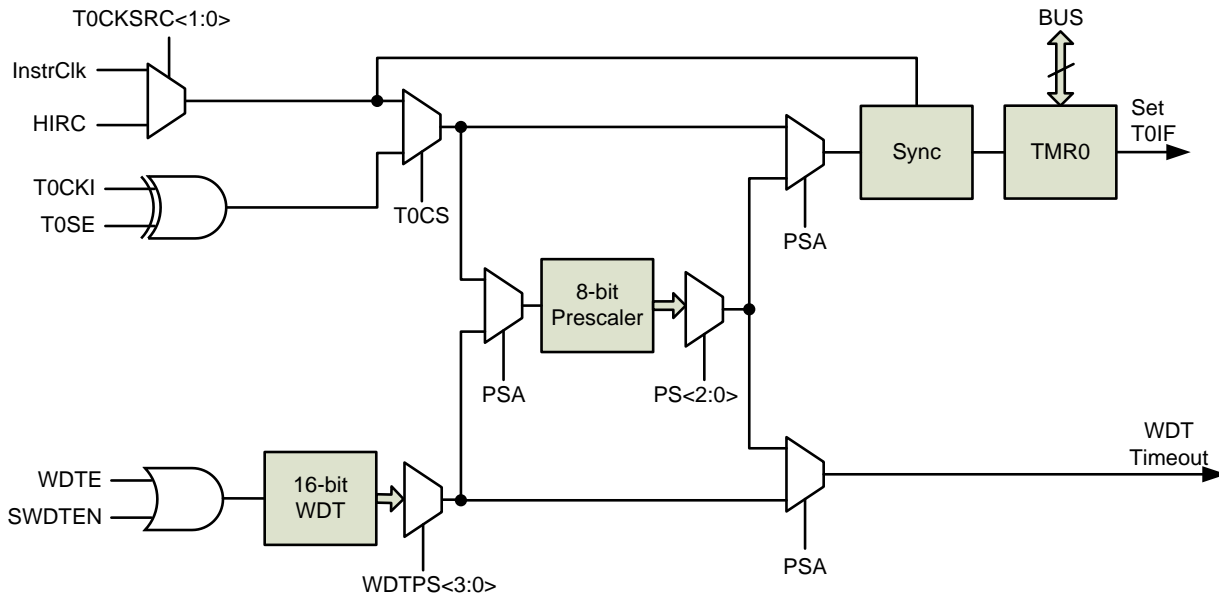 T0CKSRC<1:0>
BUS
InstrClk
HIRC
Set
T0IF
Sync
TMR0
T0CKI
T0SE
T0CS
PSA
8-bit
Prescaler
PSA
PS<2:0>
WDT
Timeout
WDTE
SWDTEN
16-bit
WDT
WDTPS<3:0>
PSA